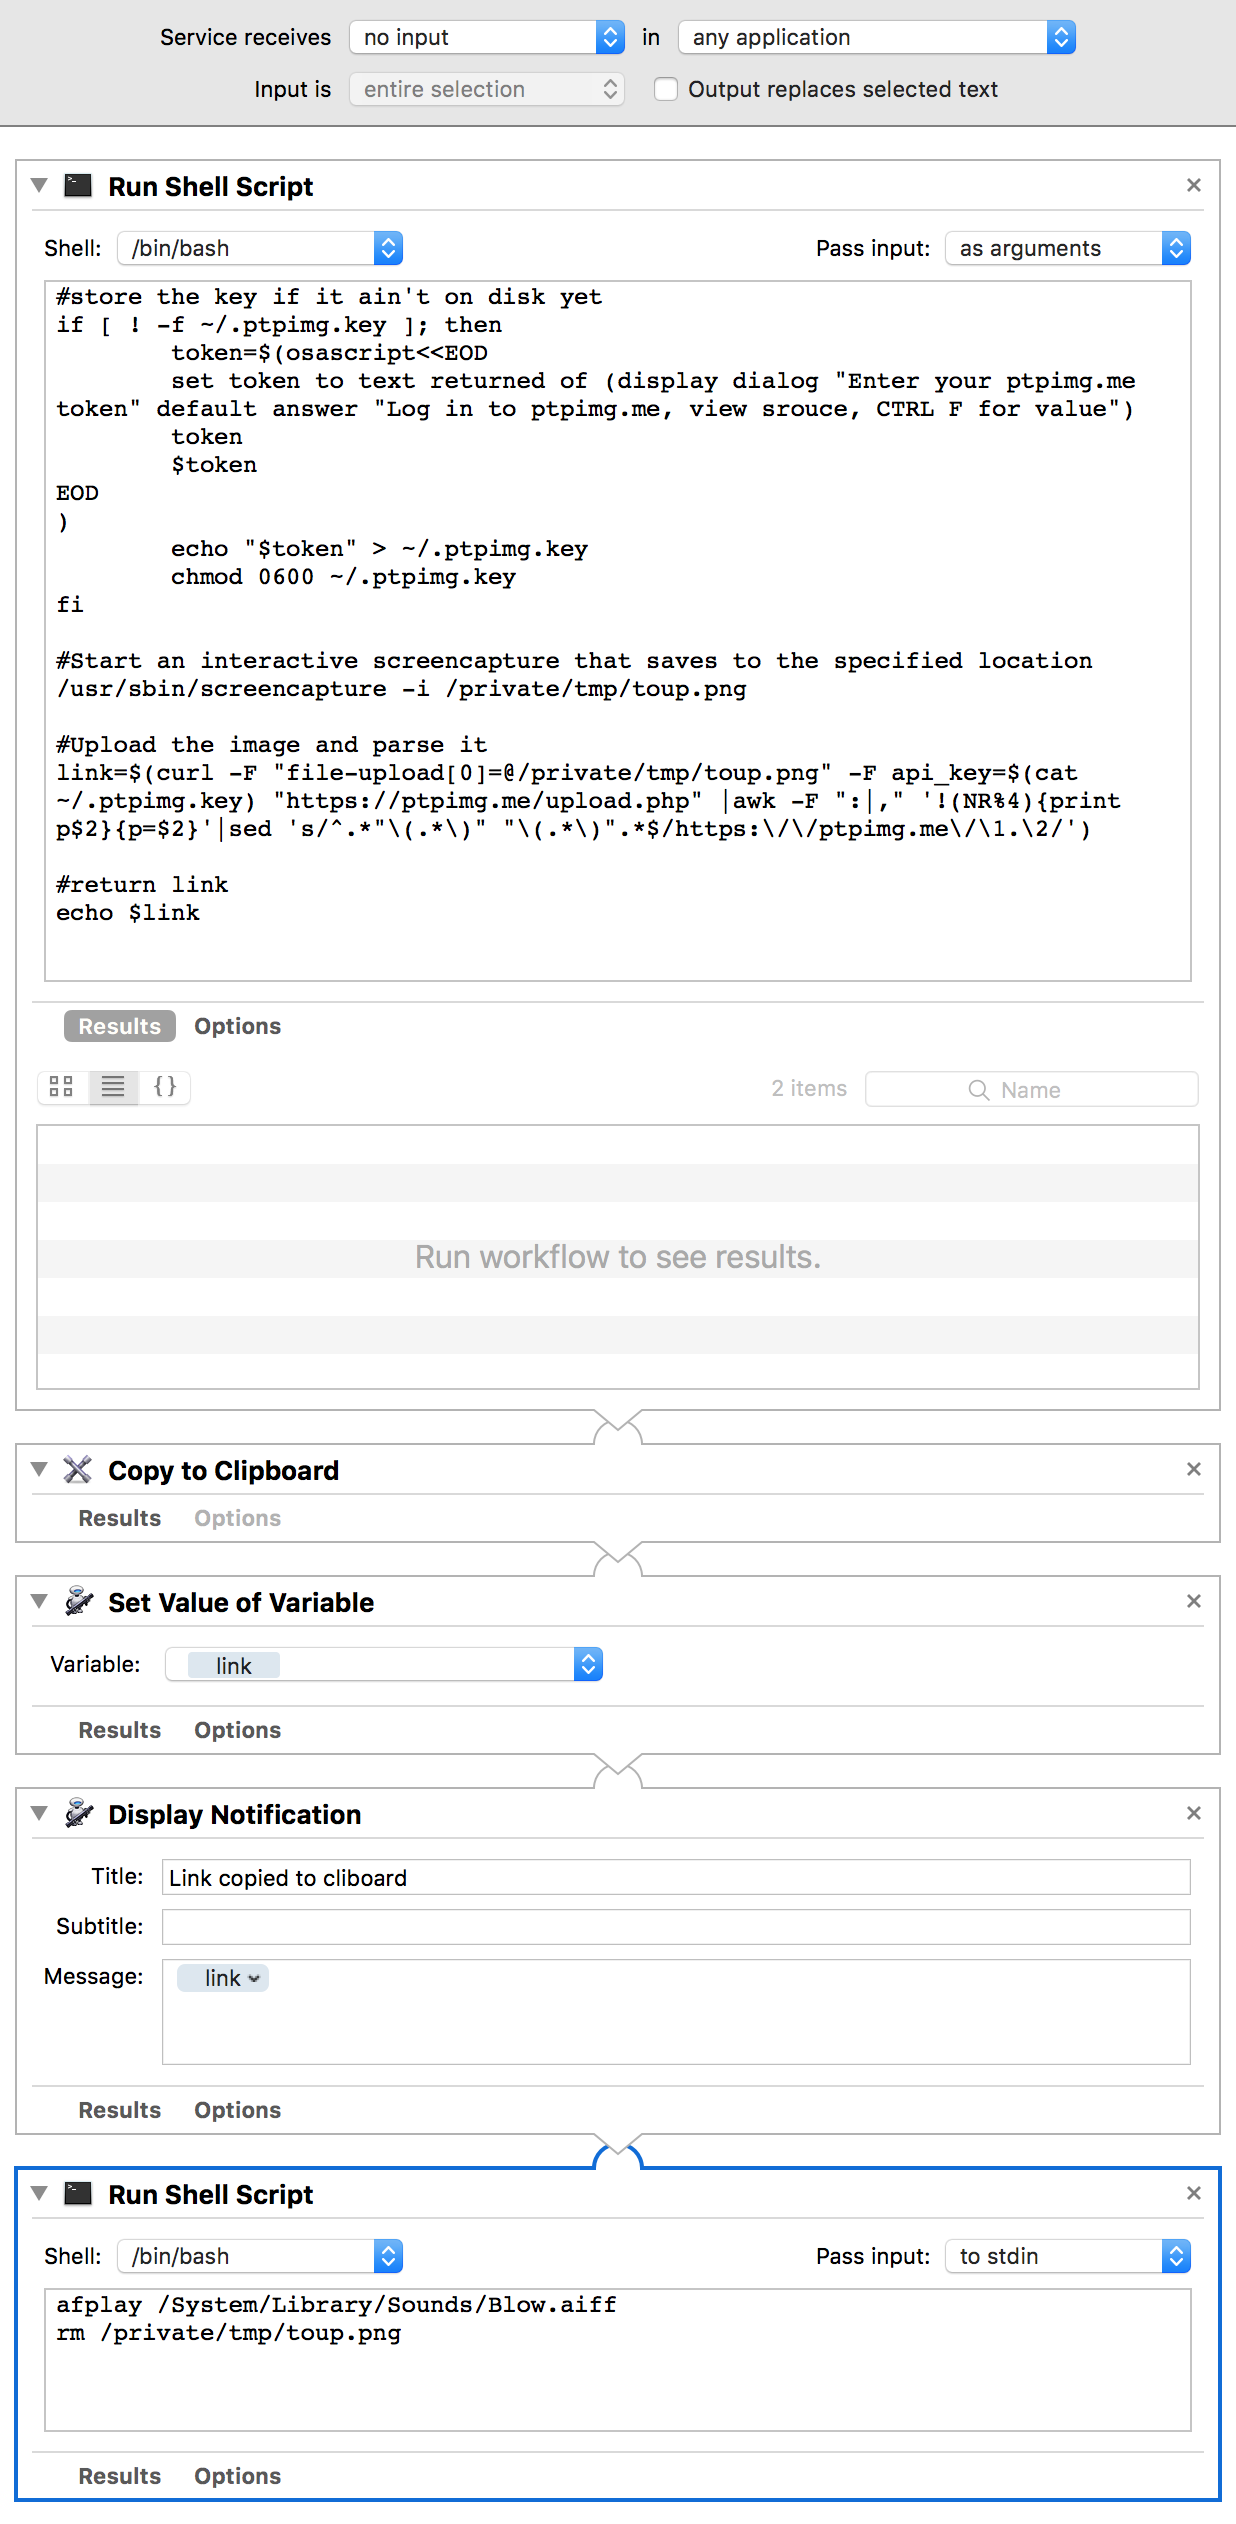 Service receives no input in any application
Input is entire selection Output replaces selected text
Run Shell Script
Shell: /bin/bash Pass input: as arguments
#store the key if it ain't on disk yet
if [ ! -f ~/.ptpimg.key ]; then
token=$(osascript<<EOD
set token to text returned of (display dialog "Enter your ptpimg.me
token" default answer "Log in to ptpimg.me, view srouce, CTRL F for value")
token
$token
EOD
)
echo "$token" > ~/.ptpimg.key
chmod 0600 ~/.ptpimg.key
fi
#Start an interactive screencapture that saves to the specified location
/usr/sbin/screencapture -i /private/tmp/toup.png
#Upload the image and parse it
link=$(curl -F "file-upload[0]=@/private/tmp/toup.png" -F api_key=$(cat
~/.ptpimg.key) "https://ptpimg.me/upload.php" |awk -F ":|," '!(NR%4){print
p$2}{p=$2}'|sed 's/^.*"\(.*\)" "\(.*\)".*$/https:\/\/ptpimg.me\/\1.\2/')
#return link
echo $link
Results Options
{} 2 items Name
Run workflow to see results.
Copy to Clipboard
Results Options
Set Value of Variable
Variable: link
Results Options
Display Notification
Title: Link copied to cliboard
Subtitle:
Message: link
Results Options
Run Shell Script
Shell: /bin/bash Pass input: to stdin
afplay /System/Library/Sounds/Blow.aiff
rm /private/tmp/toup.png
Results Options